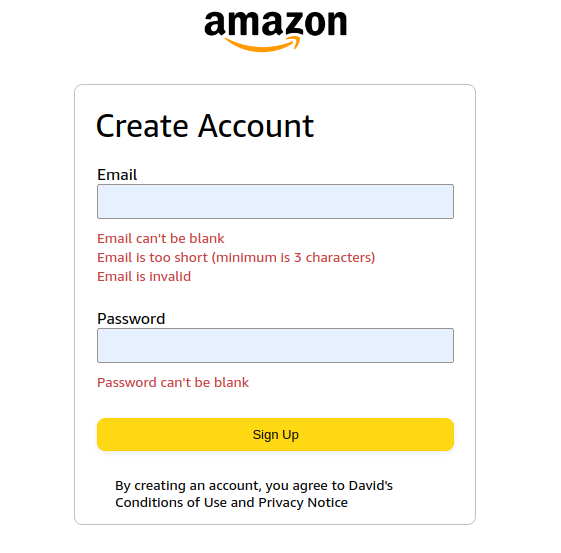 amazon
Create Account
Email
Email can't be blank
Email is too short (minimum is 3 characters)
Email is invalid
Password
Password can't be blank
Sign Up
By creating an account, you agree to David's
Conditions of Use and Privacy Notice